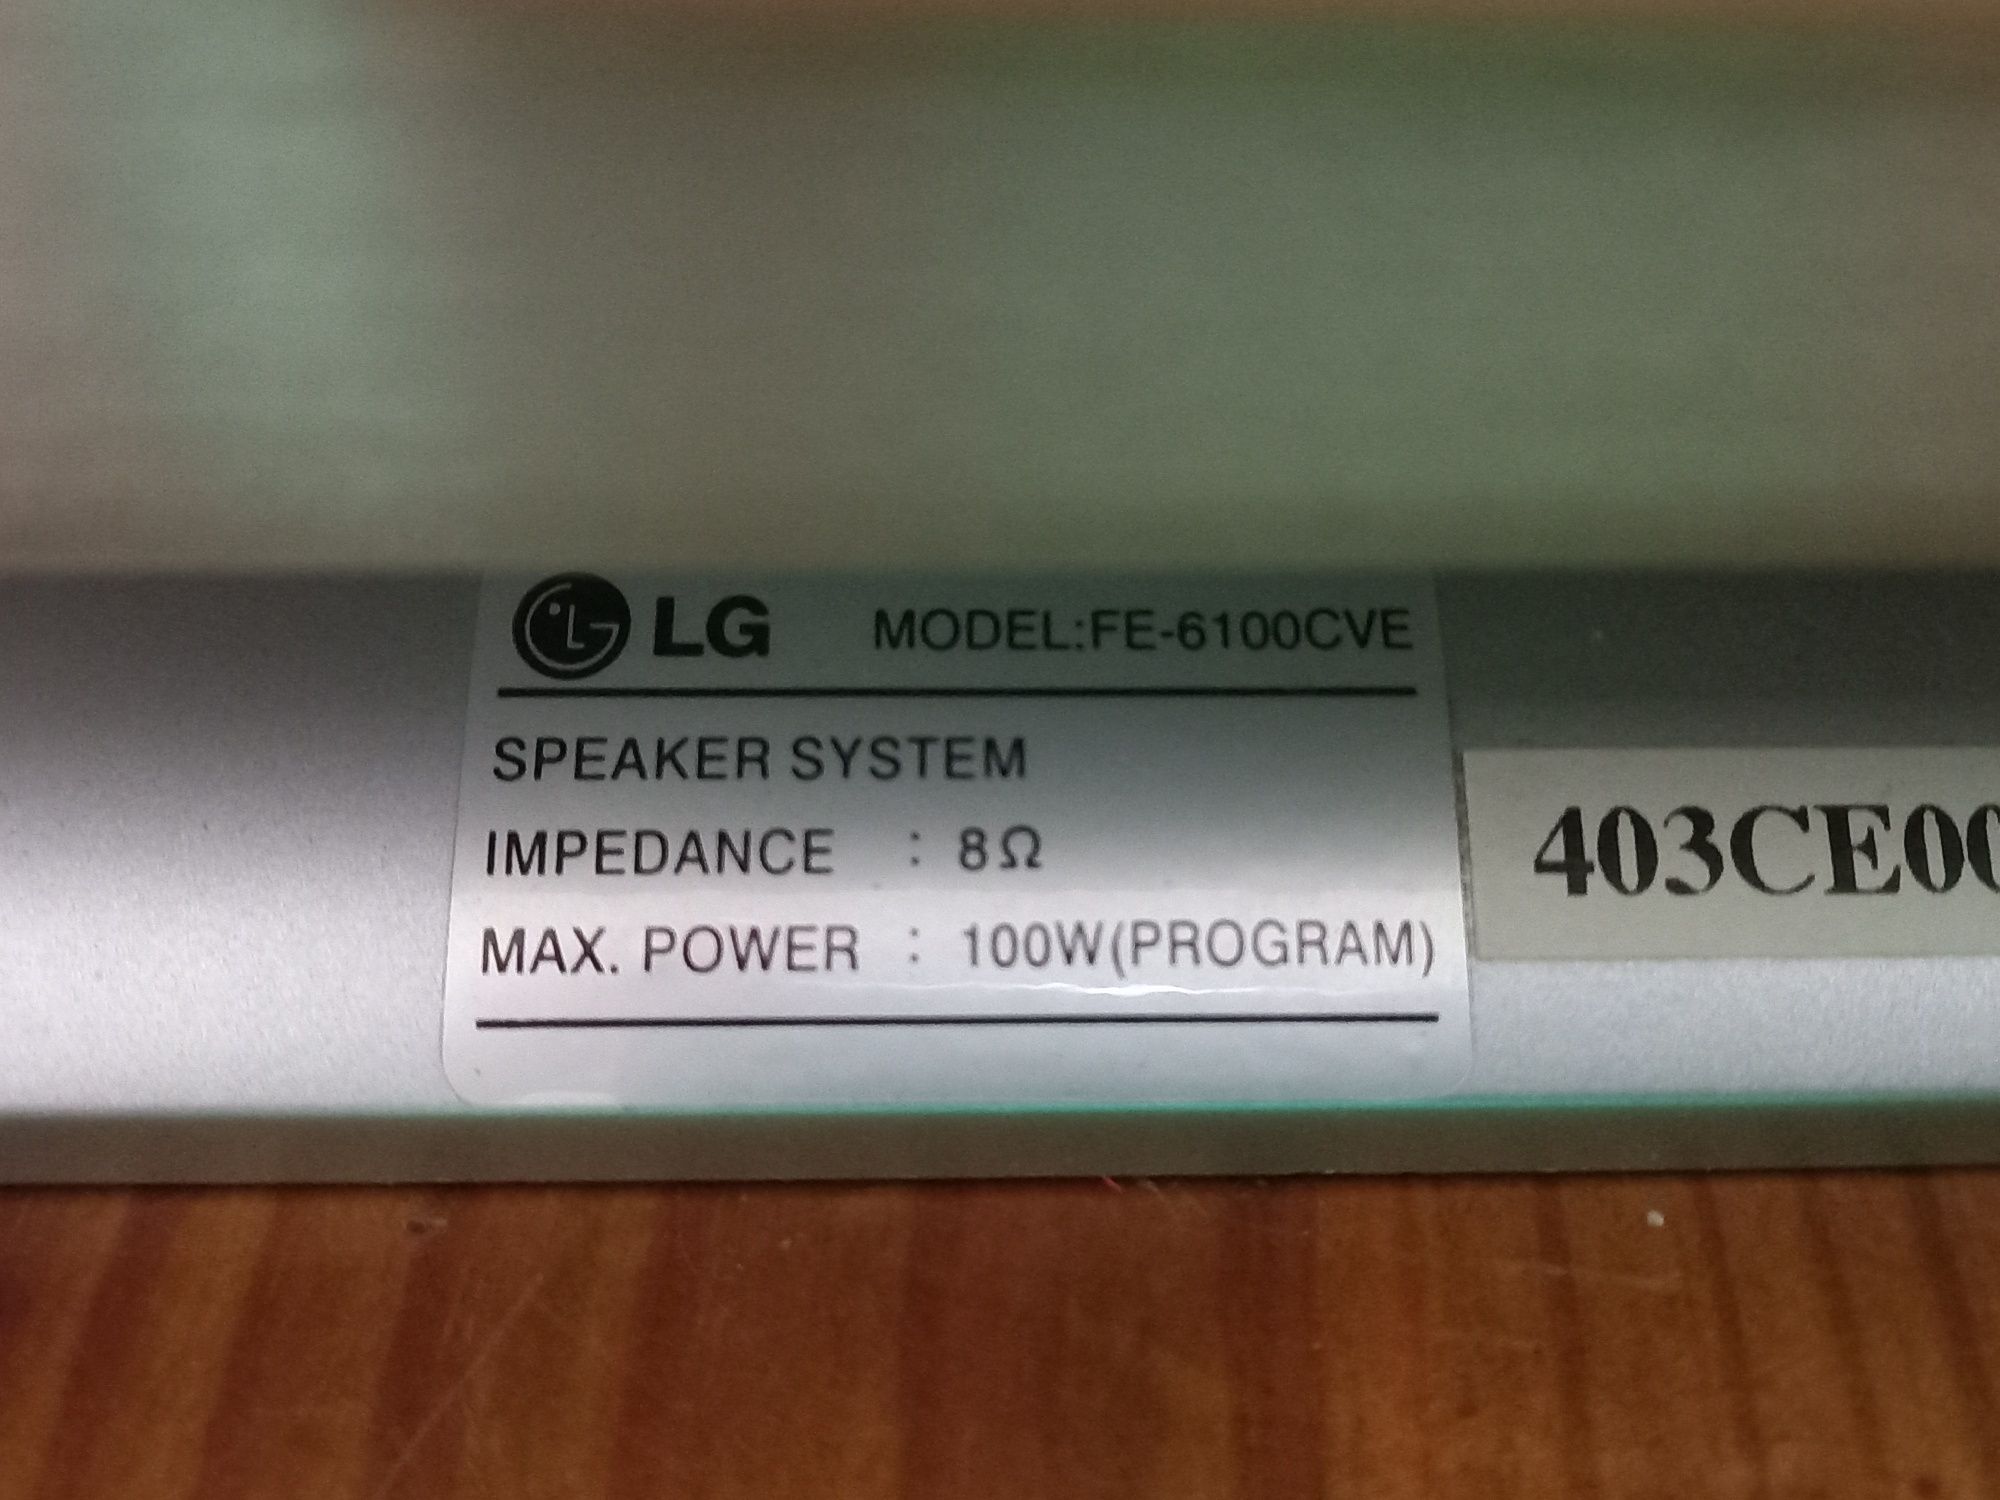 LG MODEL:FE-6100CVE
SPEAKER SYSTEM
IMPEDANCE : 8Ω
MAX. POWER : 100W(PROGRAM)
403CE00